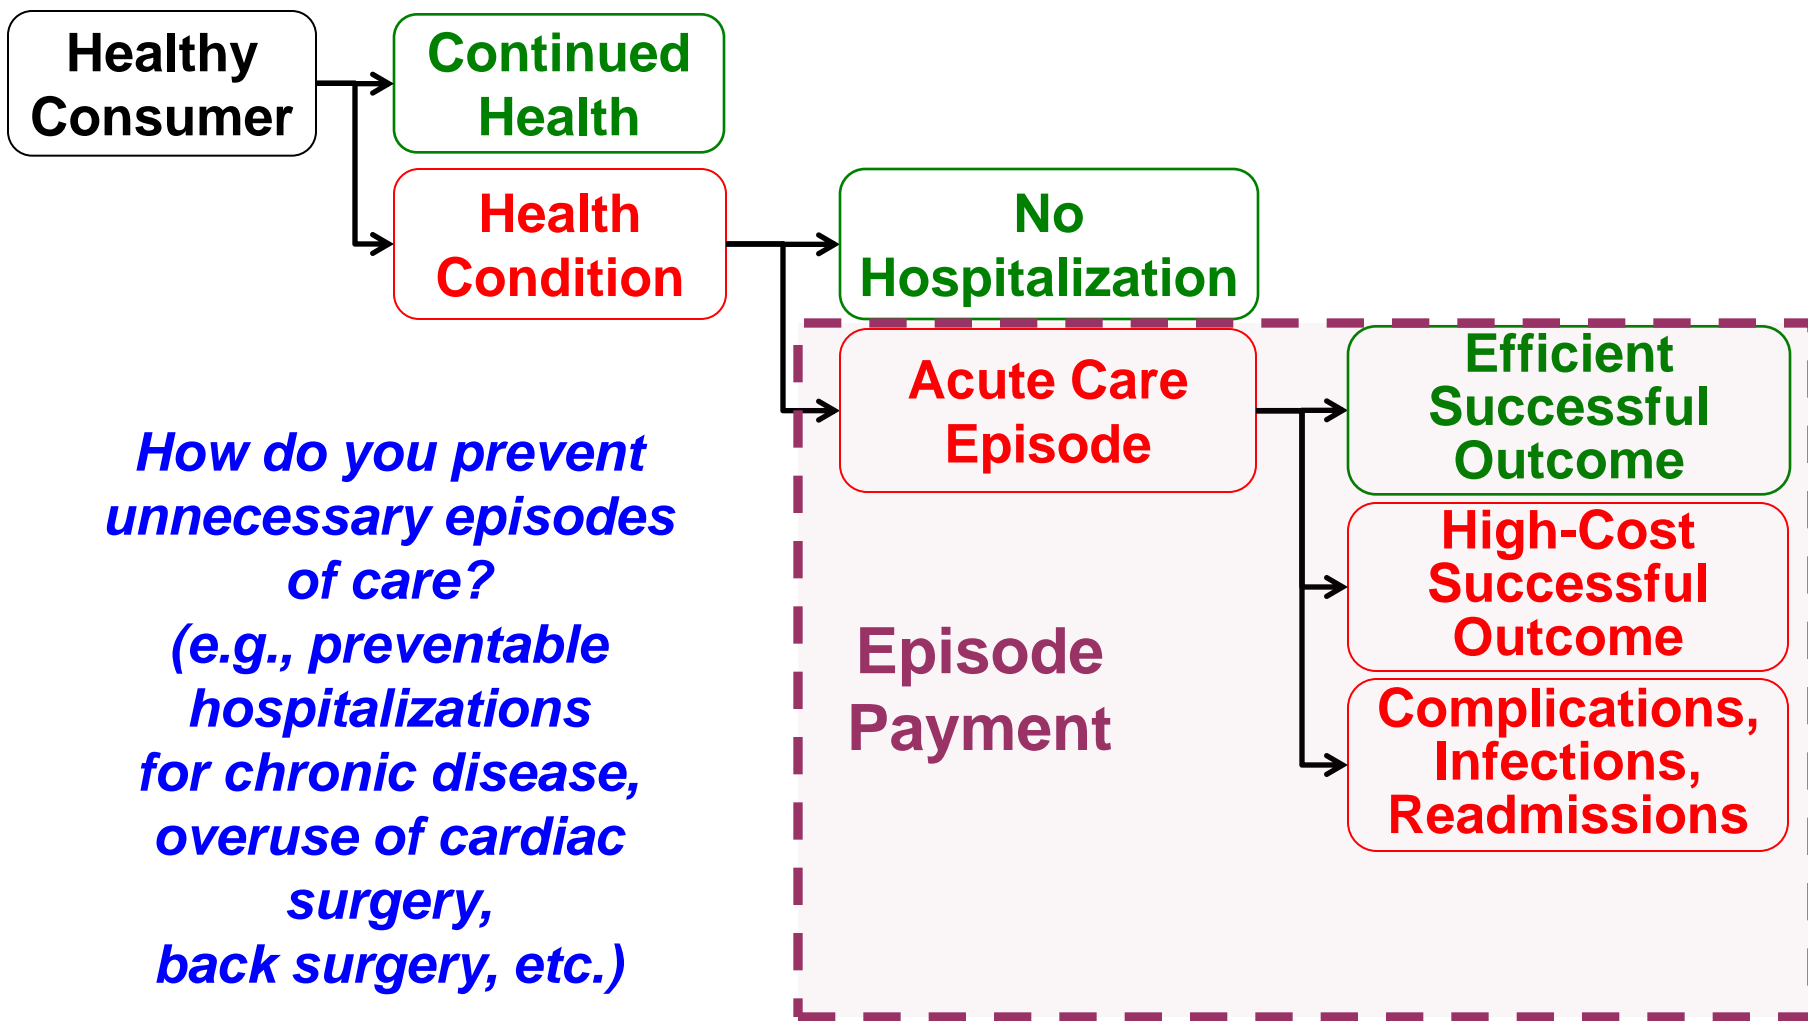 Healthy
Consumer
Continued
Health
Health
Condition
No
Hospitalization
Acute Care
Episode
Efficient
Successful
Outcome
High-Cost
Successful
Outcome
Complications,
Infections,
Readmissions
Episode
Payment
How do you prevent
unnecessary episodes
of care?
(e.g., preventable
hospitalizations
for chronic disease,
overuse of cardiac
surgery,
back surgery, etc.)